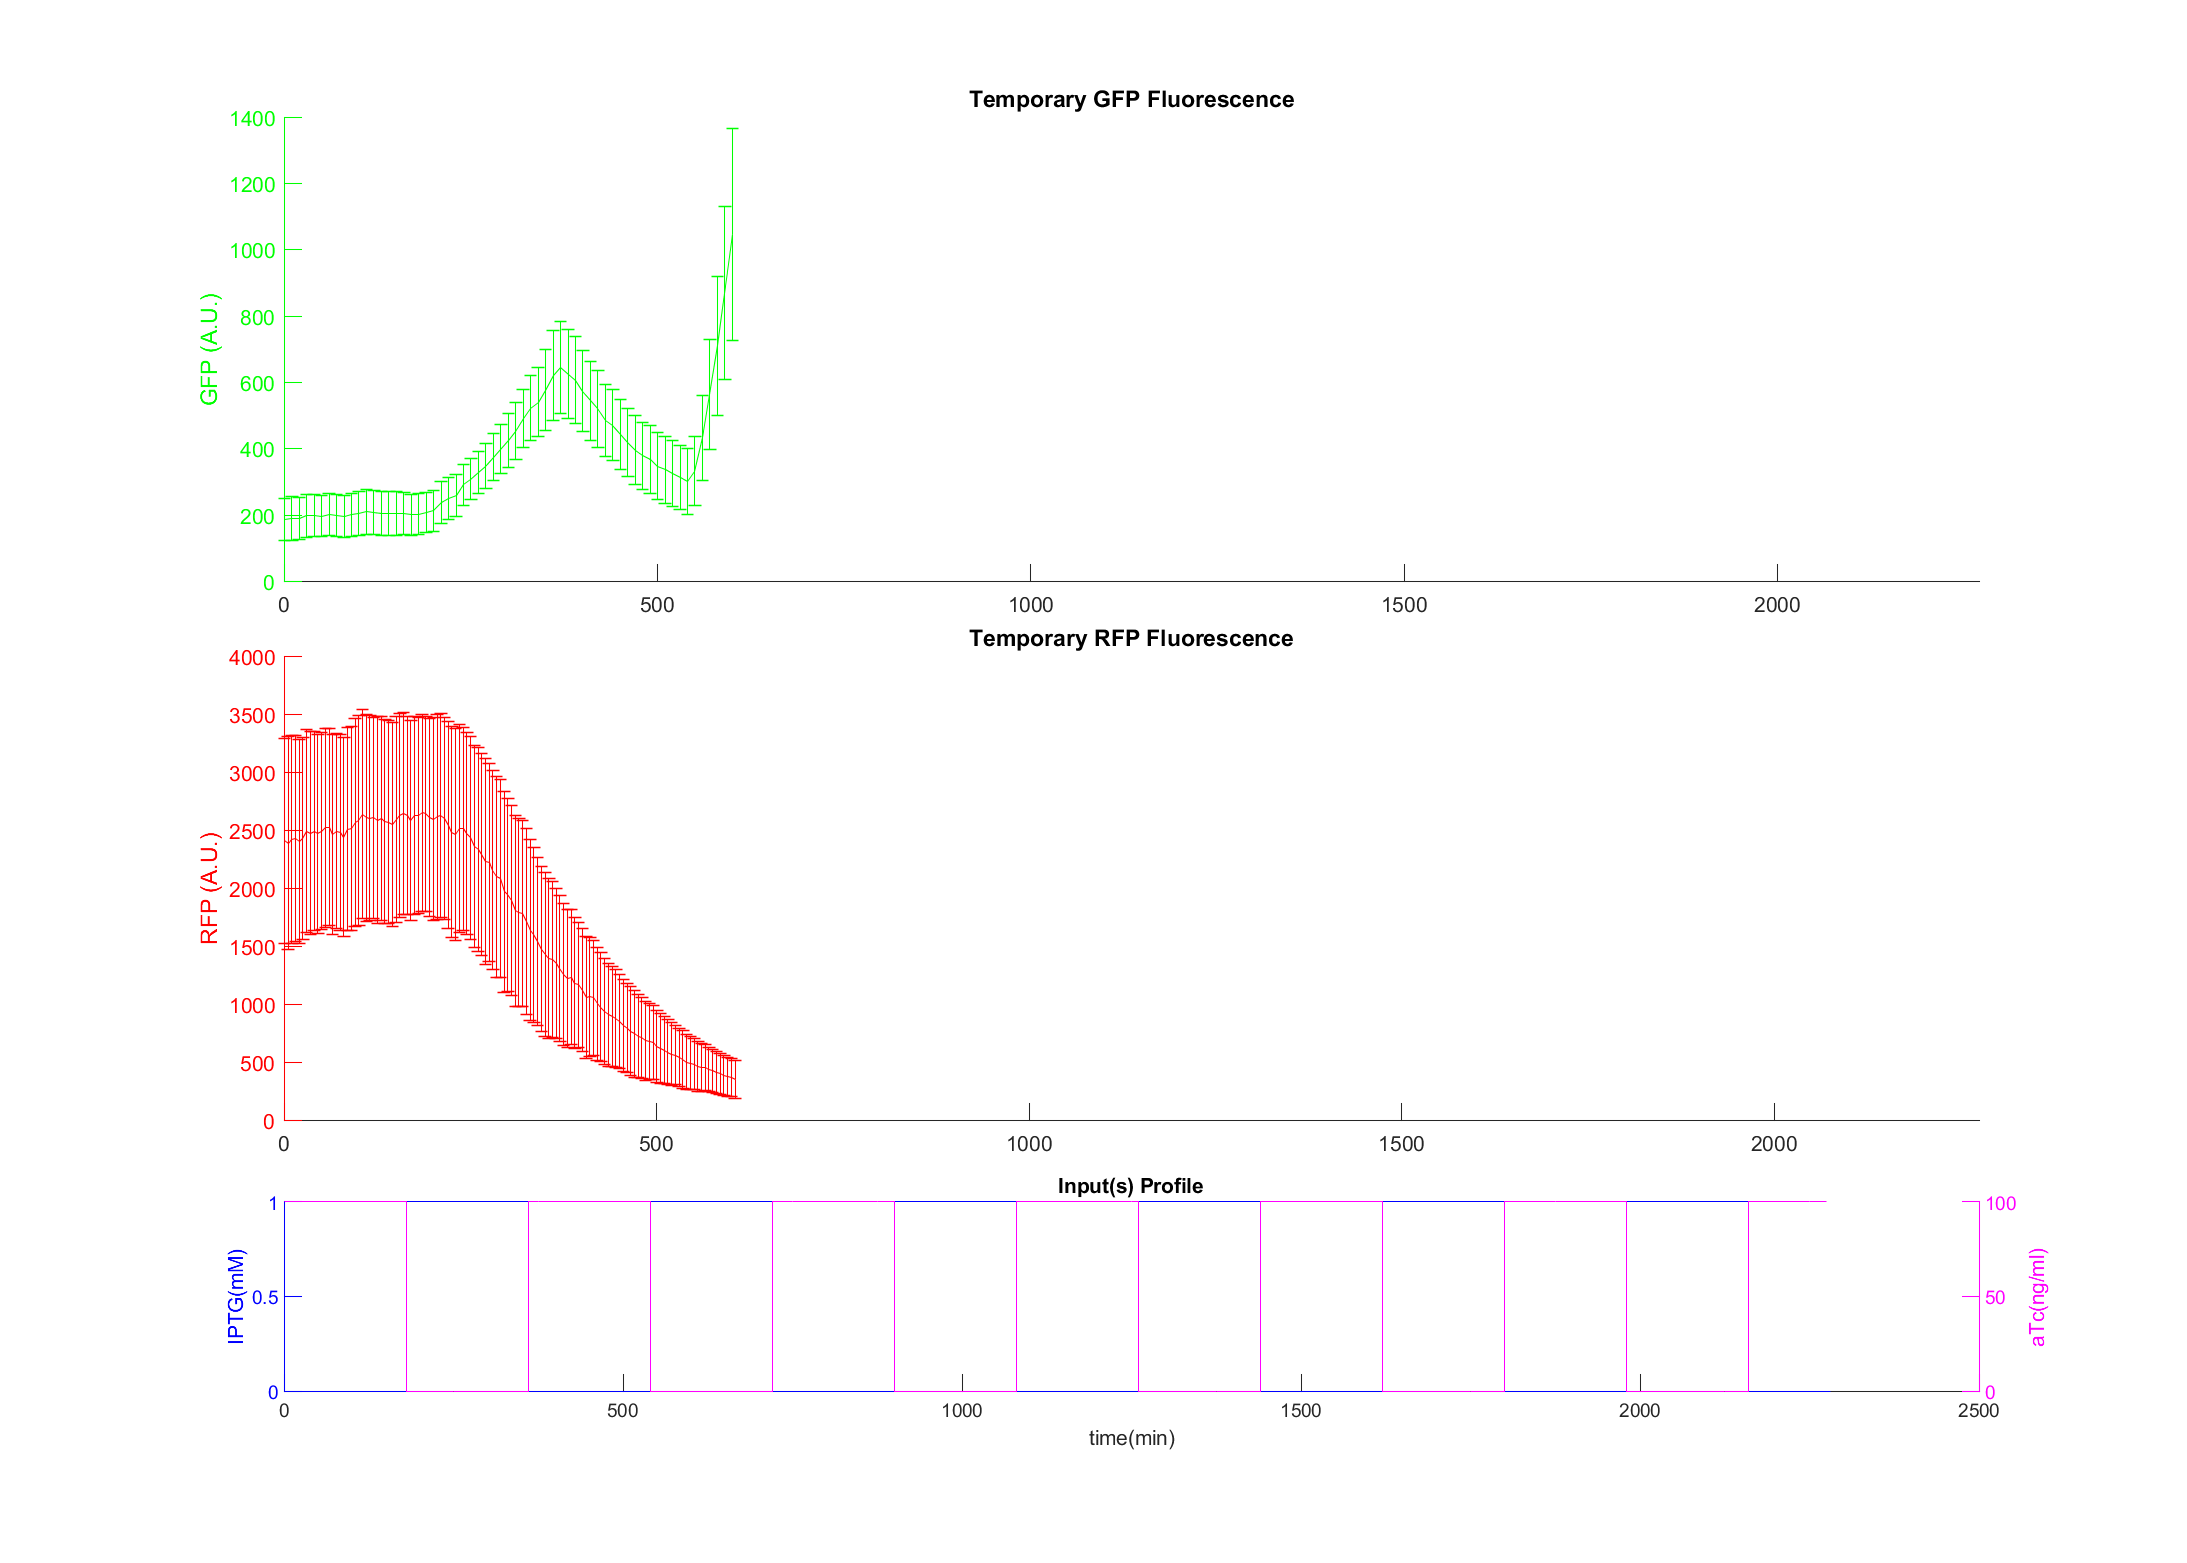 Temporary GFP Fluorescence
1400
1200
1000
800
600
400
200
0
GFP (A.U.)
0 500 1000 1500 2000
Temporary RFP Fluorescence
4000
3500
3000
2500
2000
1500
1000
500
0
RFP (A.U.)
0 500 1000 1500 2000
Input(s) Profile
1
0.5
0
IPTG(mM)
100
50
0
aTc(ng/ml)
0 500 1000 1500 2000 2500
time(min)